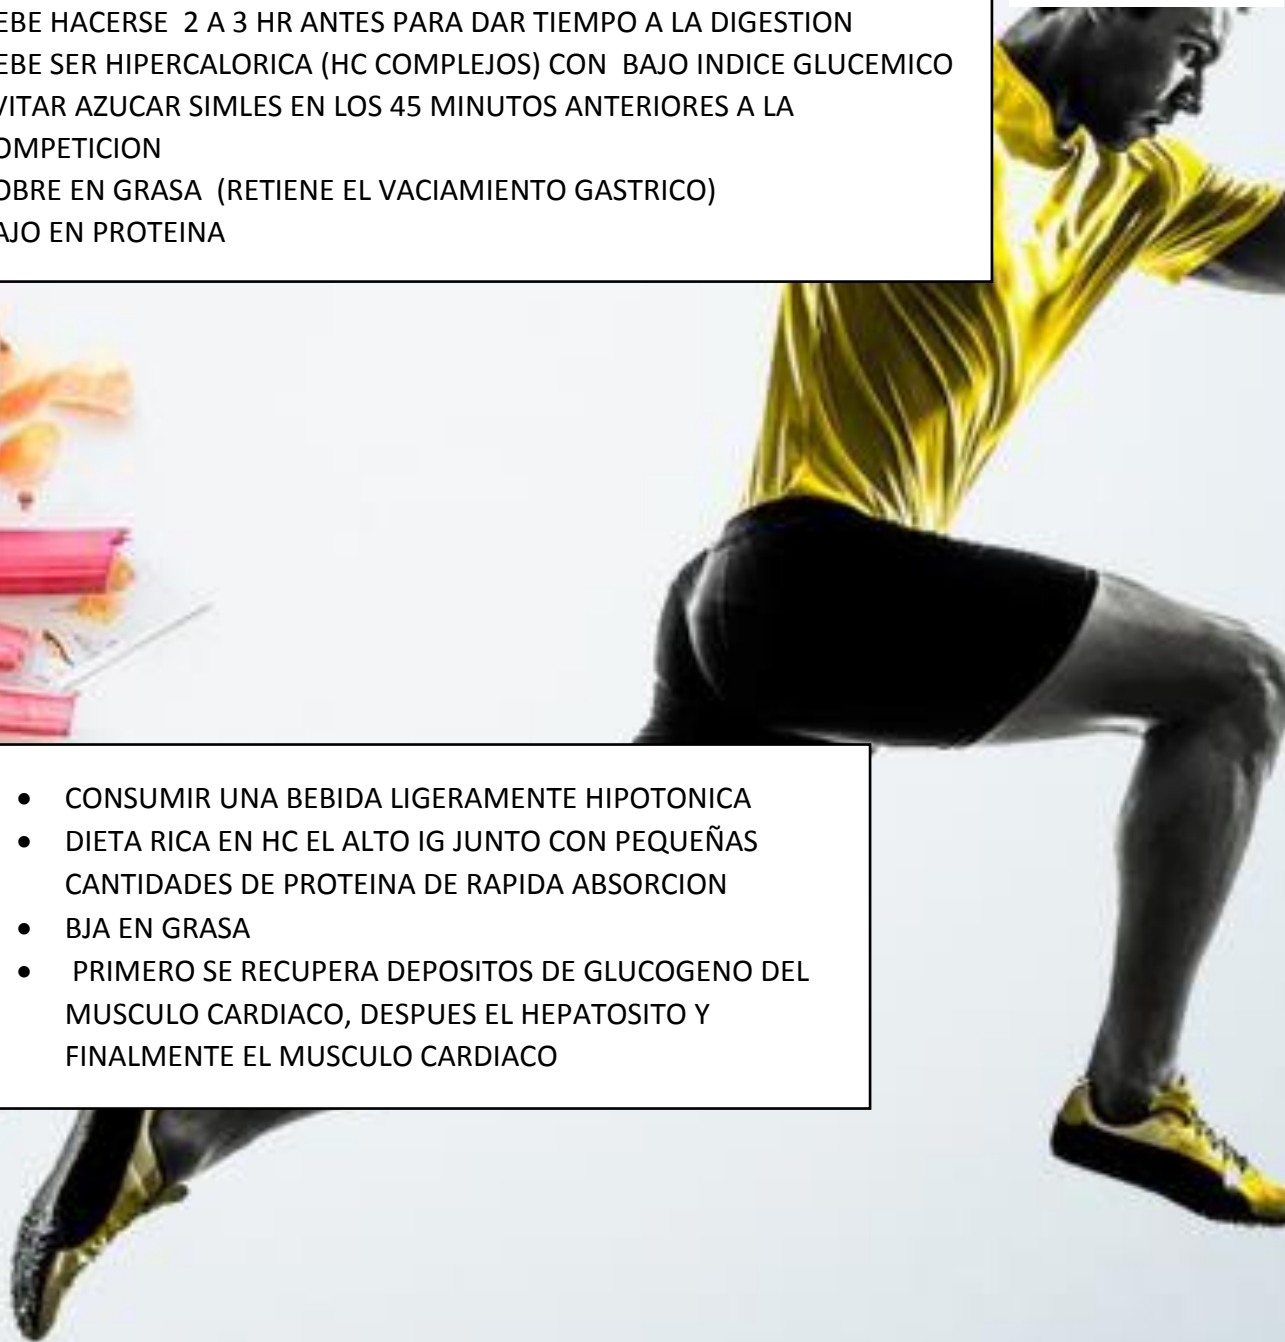 EBE HACERSE 2 A 3 HR ANTES PARA DAR TIEMPO A LA DIGESTION
EBE SER HIPERCALORICA (HC COMPLEJOS) CON BAJO INDICE GLUCEMICO
VITAR AZUCAR SIMLES EN LOS 45 MINUTOS ANTERIORES A LA
OMPETICION
OBRE EN GRASA (RETIENE EL VACIAMIENTO GASTRICO)
AJO EN PROTEINA
• CONSUMIR UNA BEBIDA LIGERAMENTE HIPOTONICA
• DIETA RICA EN HC EL ALTO IG JUNTO CON PEQUEÑAS
CANTIDADES DE PROTEINA DE RAPIDA ABSORCION
• BJA EN GRASA
• PRIMERO SE RECUPERA DEPOSITOS DE GLUCOGENO DEL
MUSCULO CARDIACO, DESPUES EL HEPATOSITO Y
FINALMENTE EL MUSCULO CARDIACO